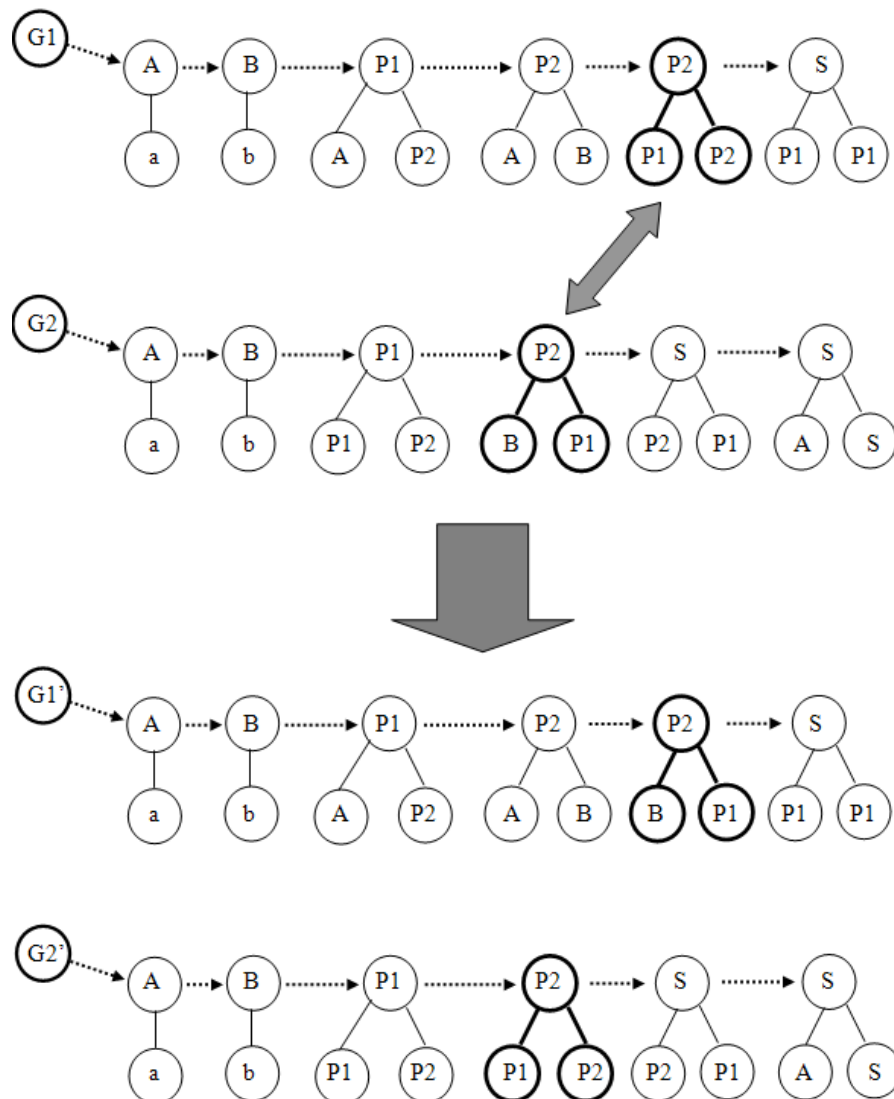 G1
A B P1 P2 P2 S
a b A P2 A B P1 P2 P1 P1
G2
A B P1 P2 S S
a b P1 P2 B P1 P2 P1 A S
G1’
A B P1 P2 P2 S
a b A P2 A B B P1 P1 P1
G2’
A B P1 P2 S S
a b P1 P2 P1 P2 P2 P1 A S